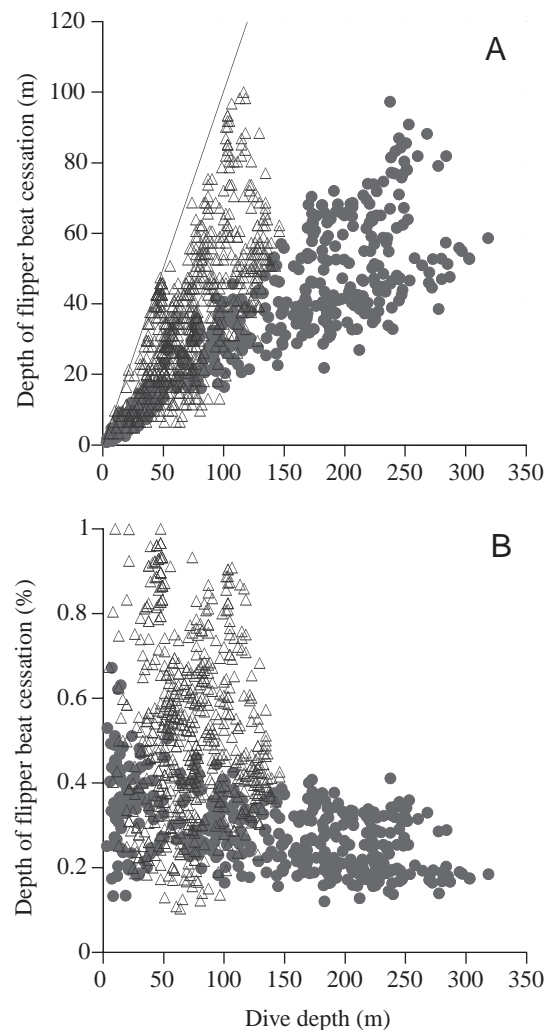 A
Depth of flipper beat cessation (m)
120
100
80
60
40
20
0
0 50 100 150 200 250 300 350
B
Depth of flipper beat cessation (%)
1
0.8
0.6
0.4
0.2
0
0 50 100 150 200 250 300 350
Dive depth (m)